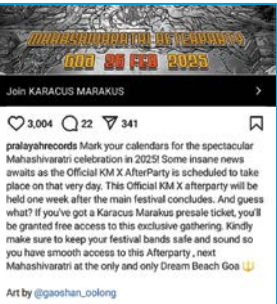 MAHASHIVARATRI AFTERPARTY
GOA 26 FEB 2025
Join KARACUS MARAKUS
3,004 22 341
pralayahrecords Mark your calendars for the spectacular
Mahashivaratri celebration in 2025! Some insane news
awaits as the Official KM X AfterParty is scheduled to take
place on that very day. This Official KM X afterparty will be
held one week after the main festival concludes. And guess
what? If you've got a Karacus Marakus presale ticket, you'll
be granted free access to this exclusive gathering. Kindly
make sure to keep your festival bands safe and sound so
you have smooth access to this Afterparty , next
Mahashivaratri at the only and only Dream Beach Goa 🔱
Art by @gaoshan_oolong